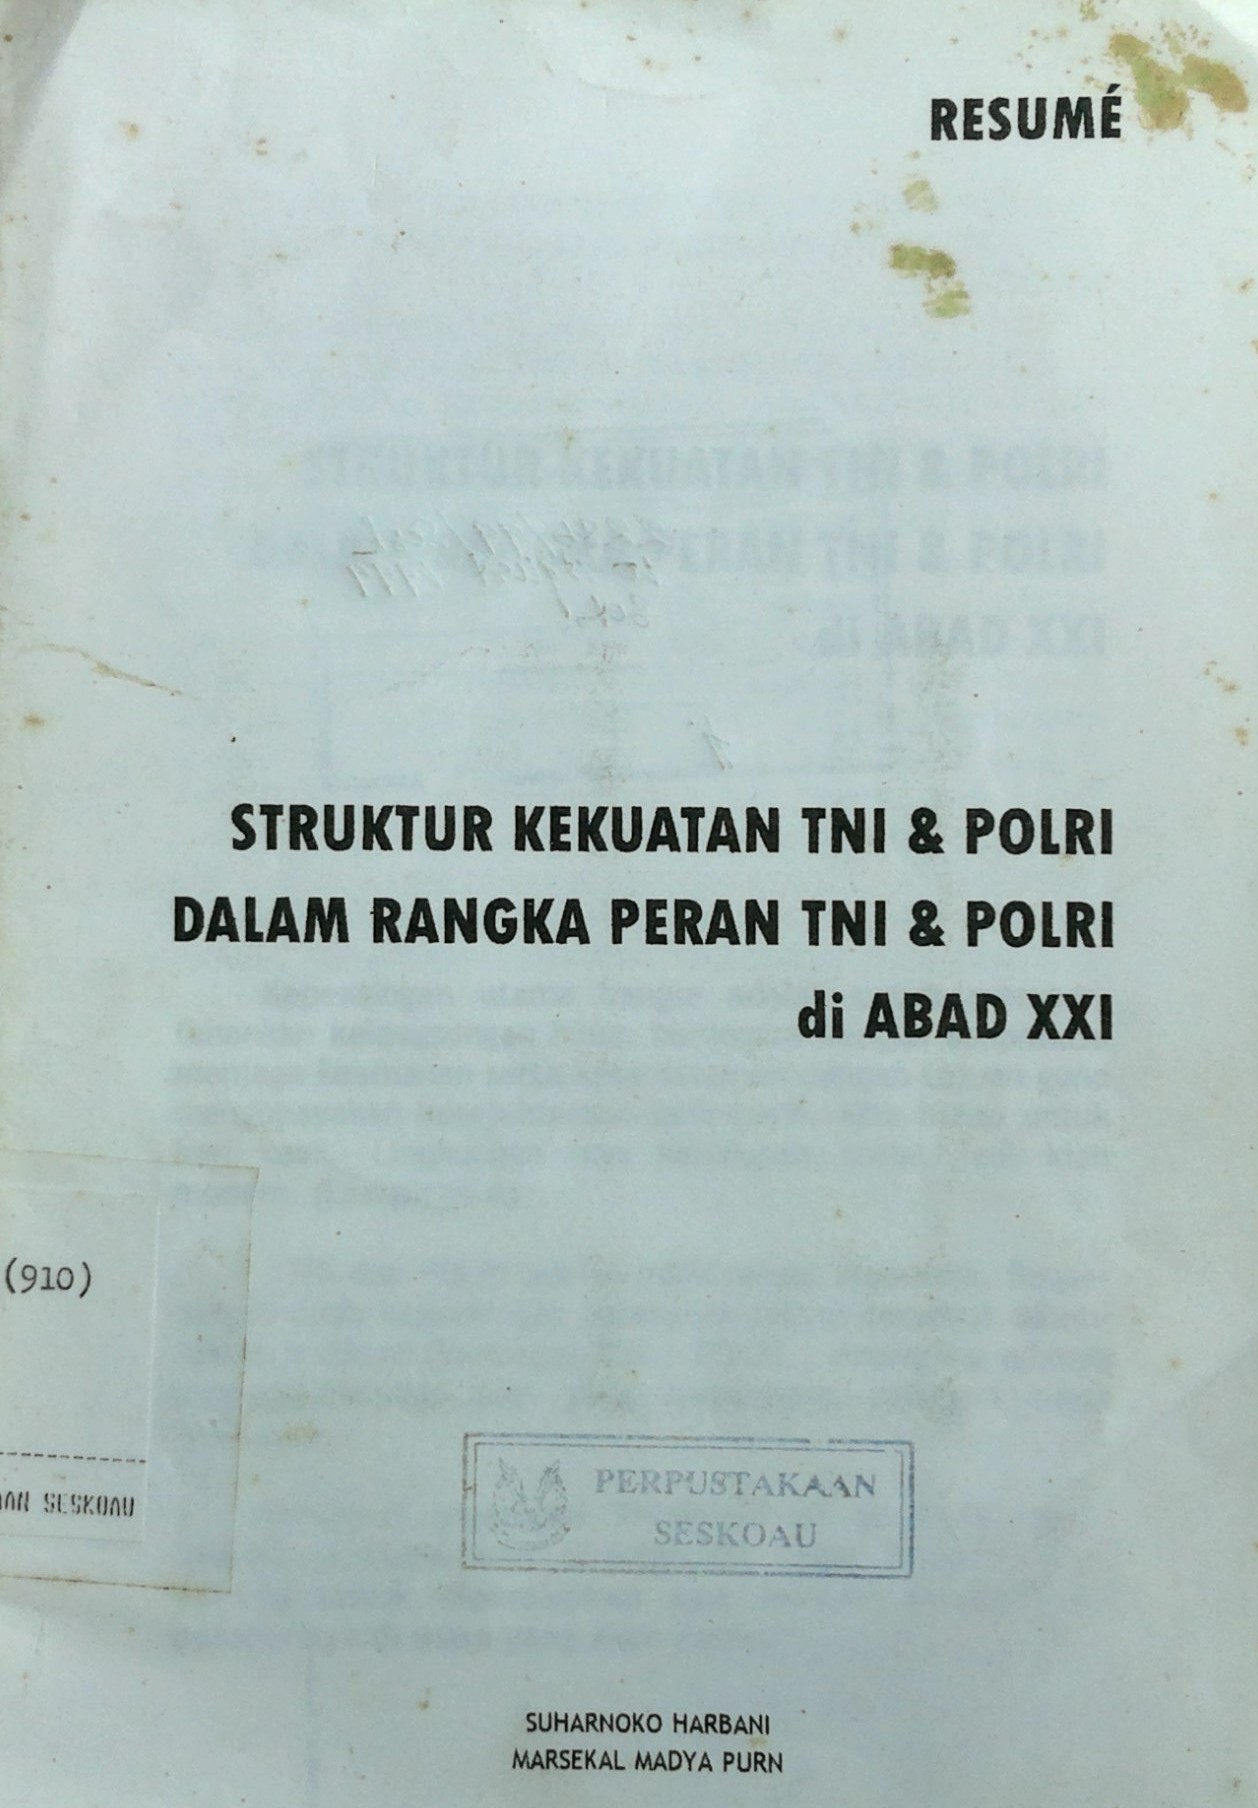 RESUMÉ
STRUKTUR KEKUATAN TNI & POLRI
DALAM RANGKA PERAN TNI & POLRI
di ABAD XXI
(910)
SESKOAU
PERPUSTAKAAN
SESKOAU
SUHARNOKO HARBANI
MARSEKAL MADYA PURN